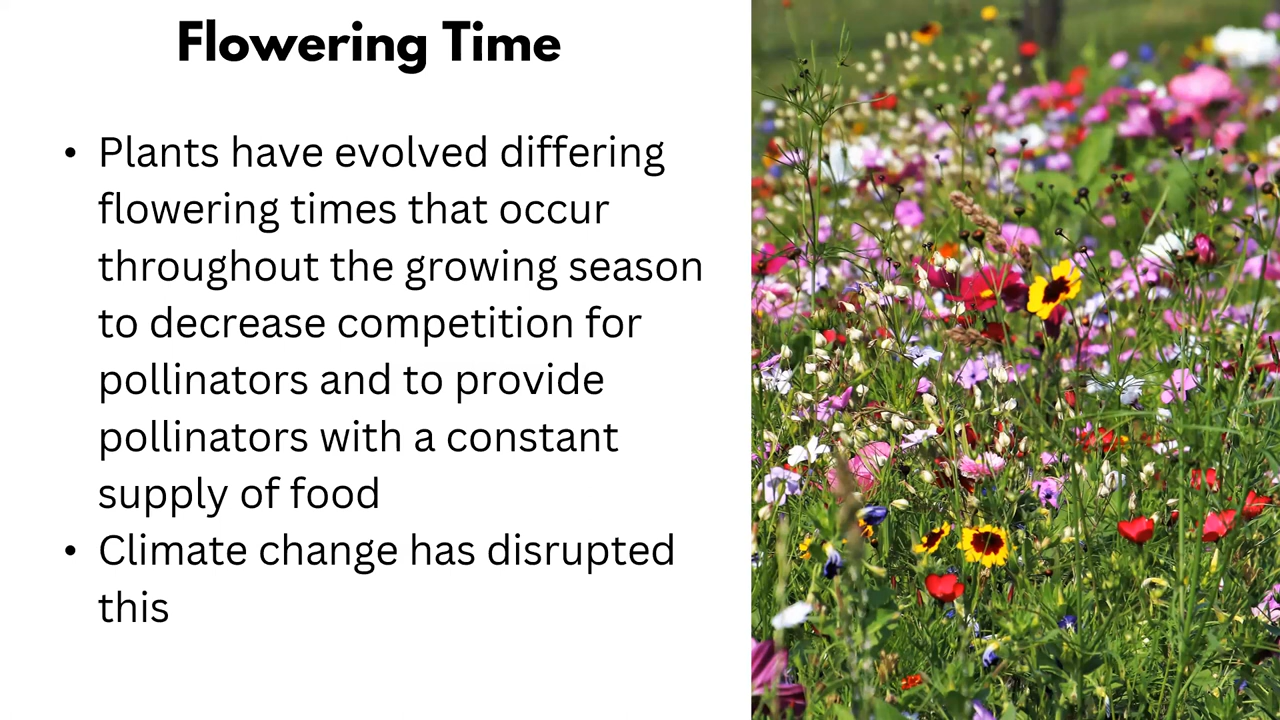 Flowering Time
• Plants have evolved differing
flowering times that occur
throughout the growing season
to decrease competition for
pollinators and to provide
pollinators with a constant
supply of food
• Climate change has disrupted
this